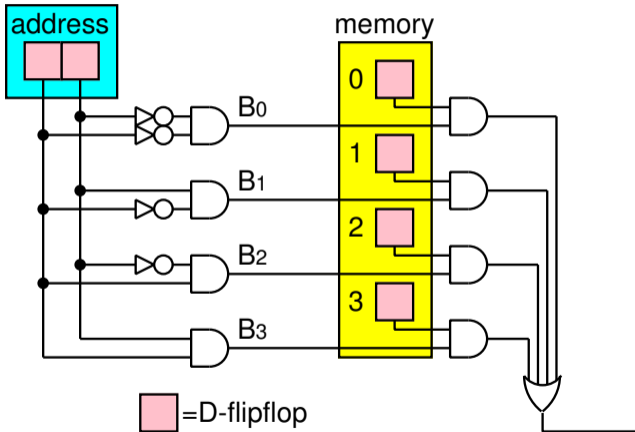 address
memory
0
B0
1
B1
2
B2
3
B3
=D-flipflop